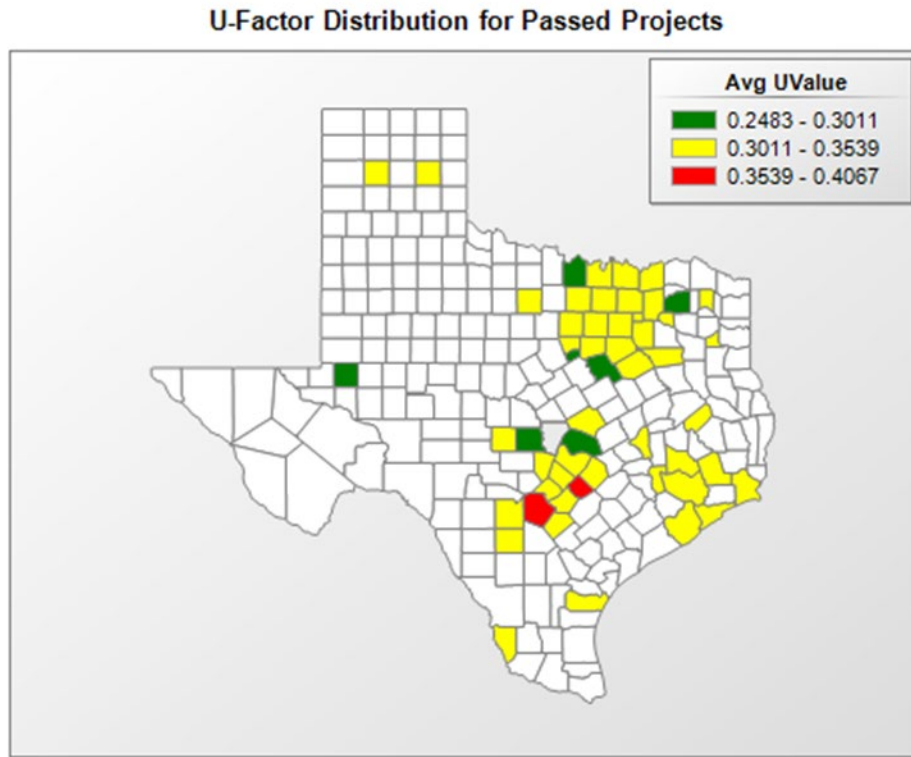 U-Factor Distribution for Passed Projects
Avg UValue
0.2483 - 0.3011
0.3011 - 0.3539
0.3539 - 0.4067